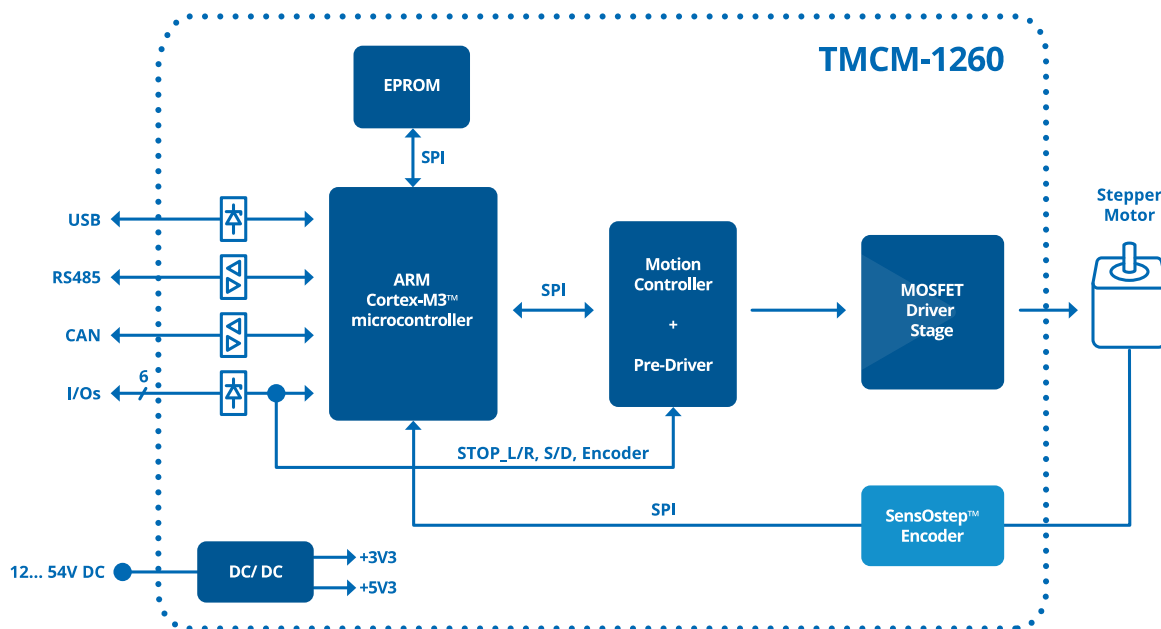 TMCM-1260
EPROM
SPI
USB
RS485
CAN
6
I/Os
ARM
Cortex-M3™
microcontroller
SPI
Motion
Controller
+
Pre-Driver
MOSFET
Driver
Stage
Stepper
Motor
STOP_L/R, S/D, Encoder
SPI
SensOstep™
Encoder
12... 54V DC
DC/ DC
+3V3
+5V3